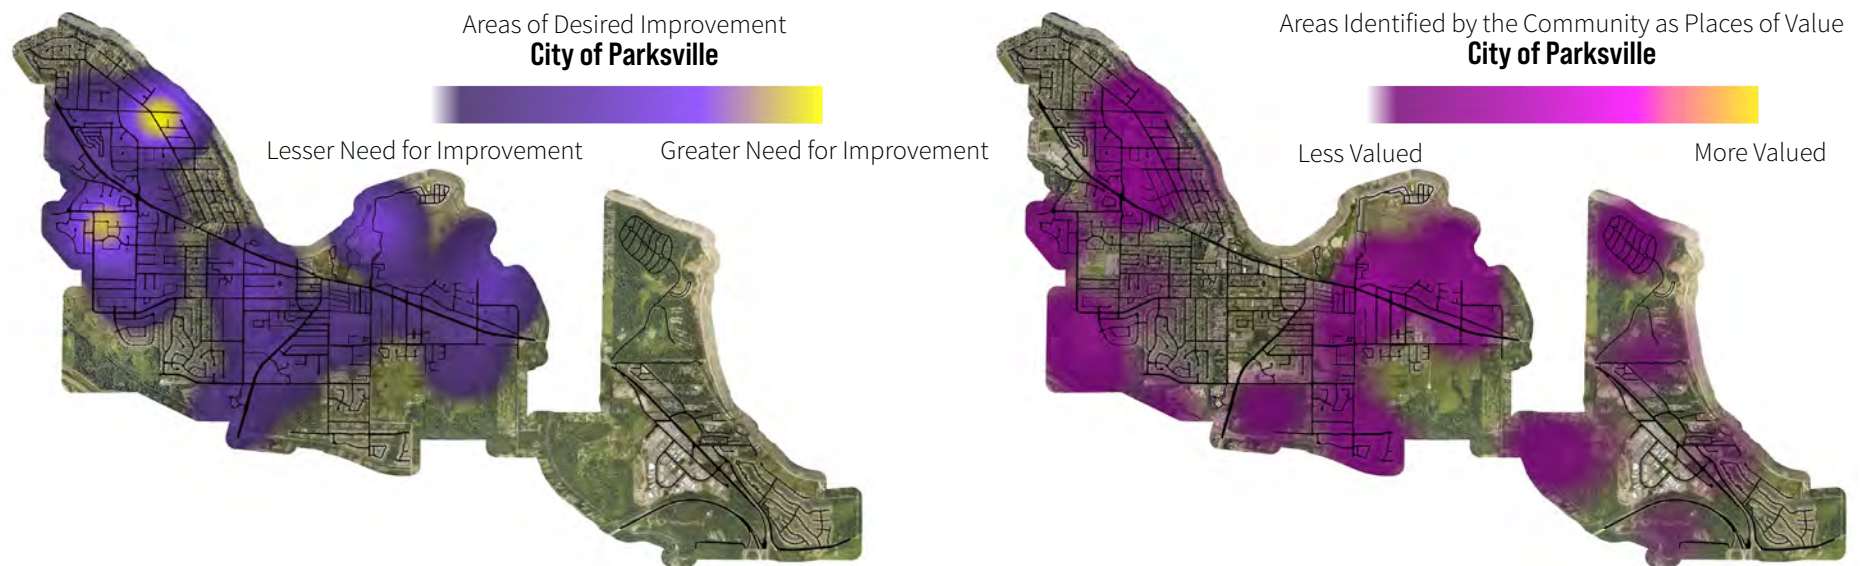 Areas of Desired Improvement
City of Parksville
Lesser Need for Improvement
Greater Need for Improvement
Areas Identified by the Community as Places of Value
City of Parksville
Less Valued
More Valued